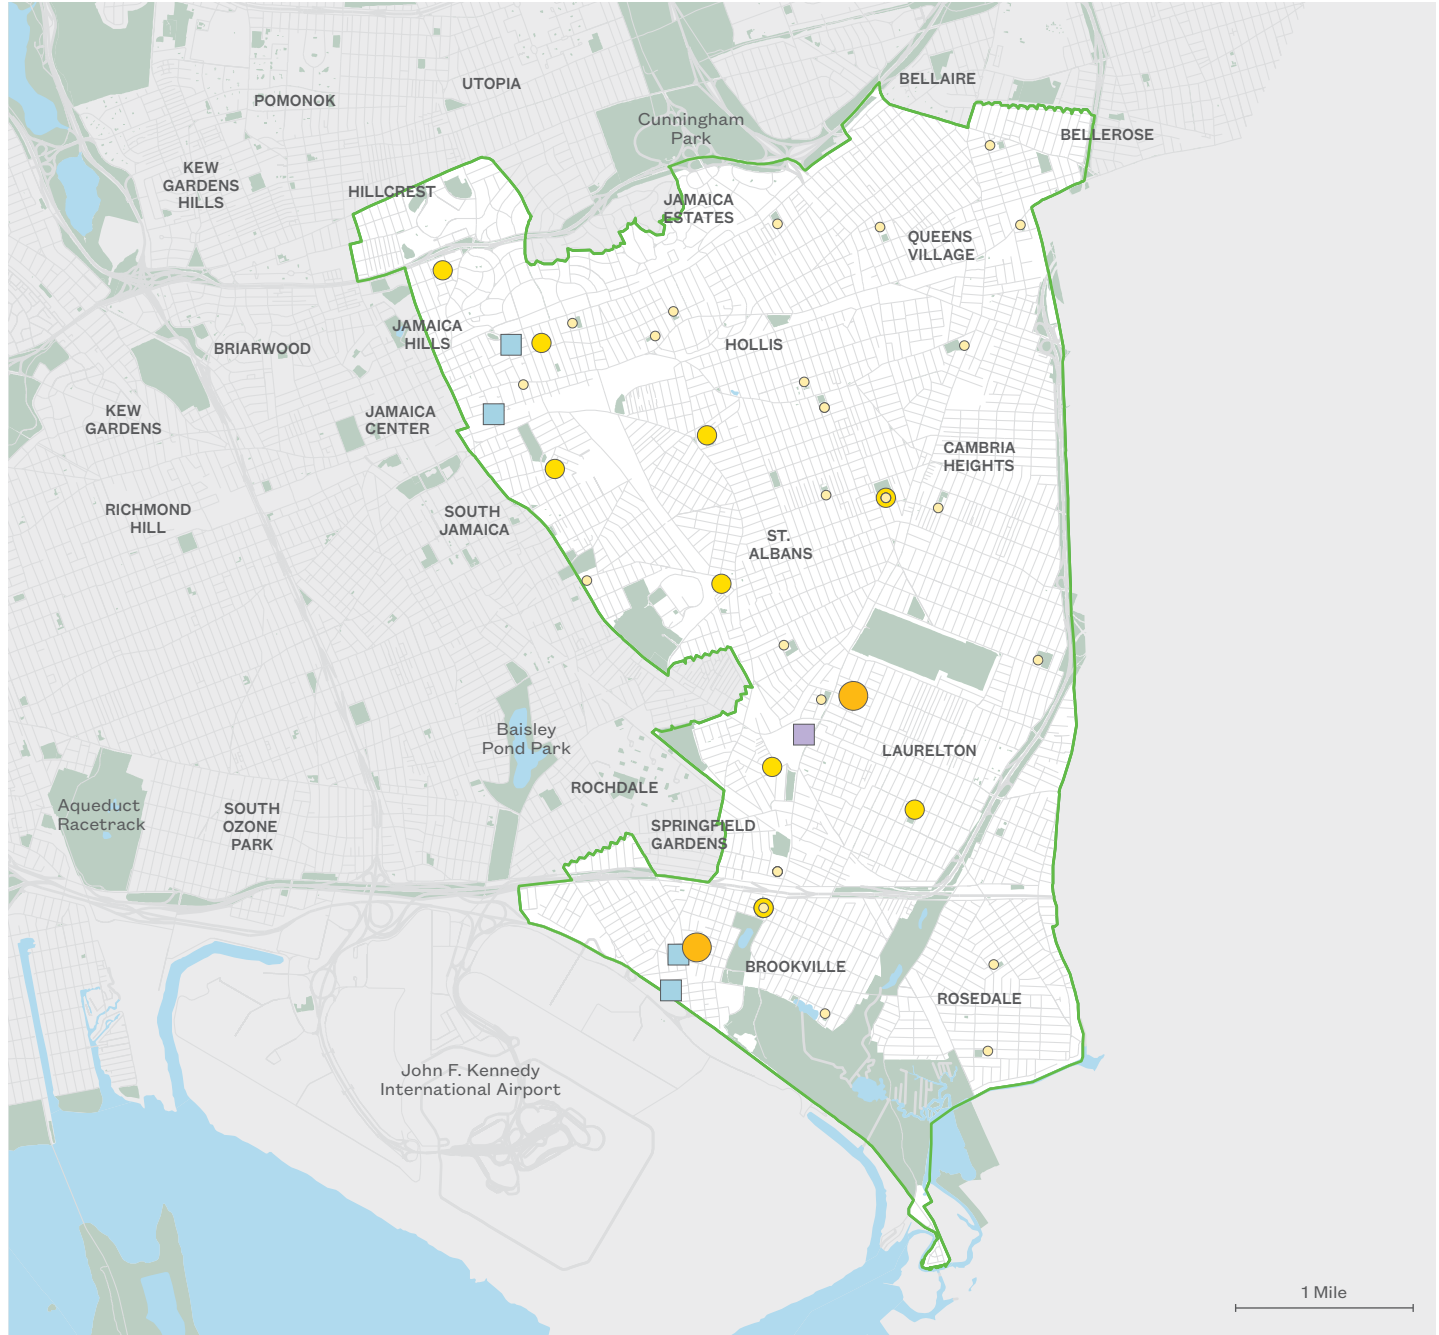 UTOPIA
BELLAIRE
POMONOK
Cunningham
Park
BELLEROSE
KEW
GARDENS
HILLS
HILLCREST
JAMAICA
ESTATES
QUEENS
VILLAGE
JAMAICA
HILLS
BRIARWOOD
HOLLIS
KEW
GARDENS
JAMAICA
CENTER
CAMBRIA
HEIGHTS
RICHMOND
HILL
SOUTH
JAMAICA
ST.
ALBANS
Baisley
Pond Park
LAURELTON
ROCHDALE
Aqueduct
Racetrack
SOUTH
OZONE
PARK
SPRINGFIELD
GARDENS
BROOKVILLE
ROSEDALE
John F. Kennedy
International Airport
1 Mile